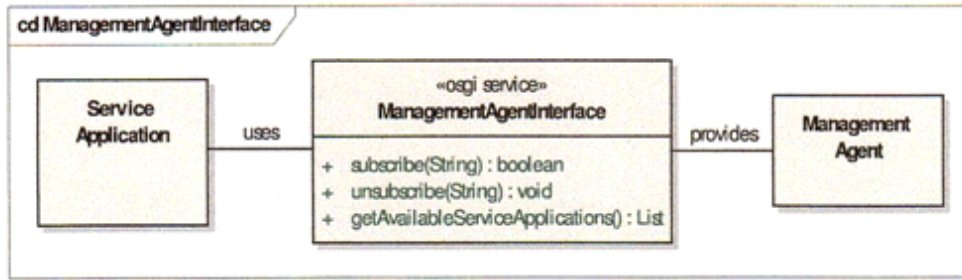 cd ManagementAgentInterface
Service
Application
uses
«osgi service»
ManagementAgentInterface
+ subscribe(String) : boolean
+ unsubscribe(String) : void
+ getAvailableServiceApplications() : List
provides
Management
Agent